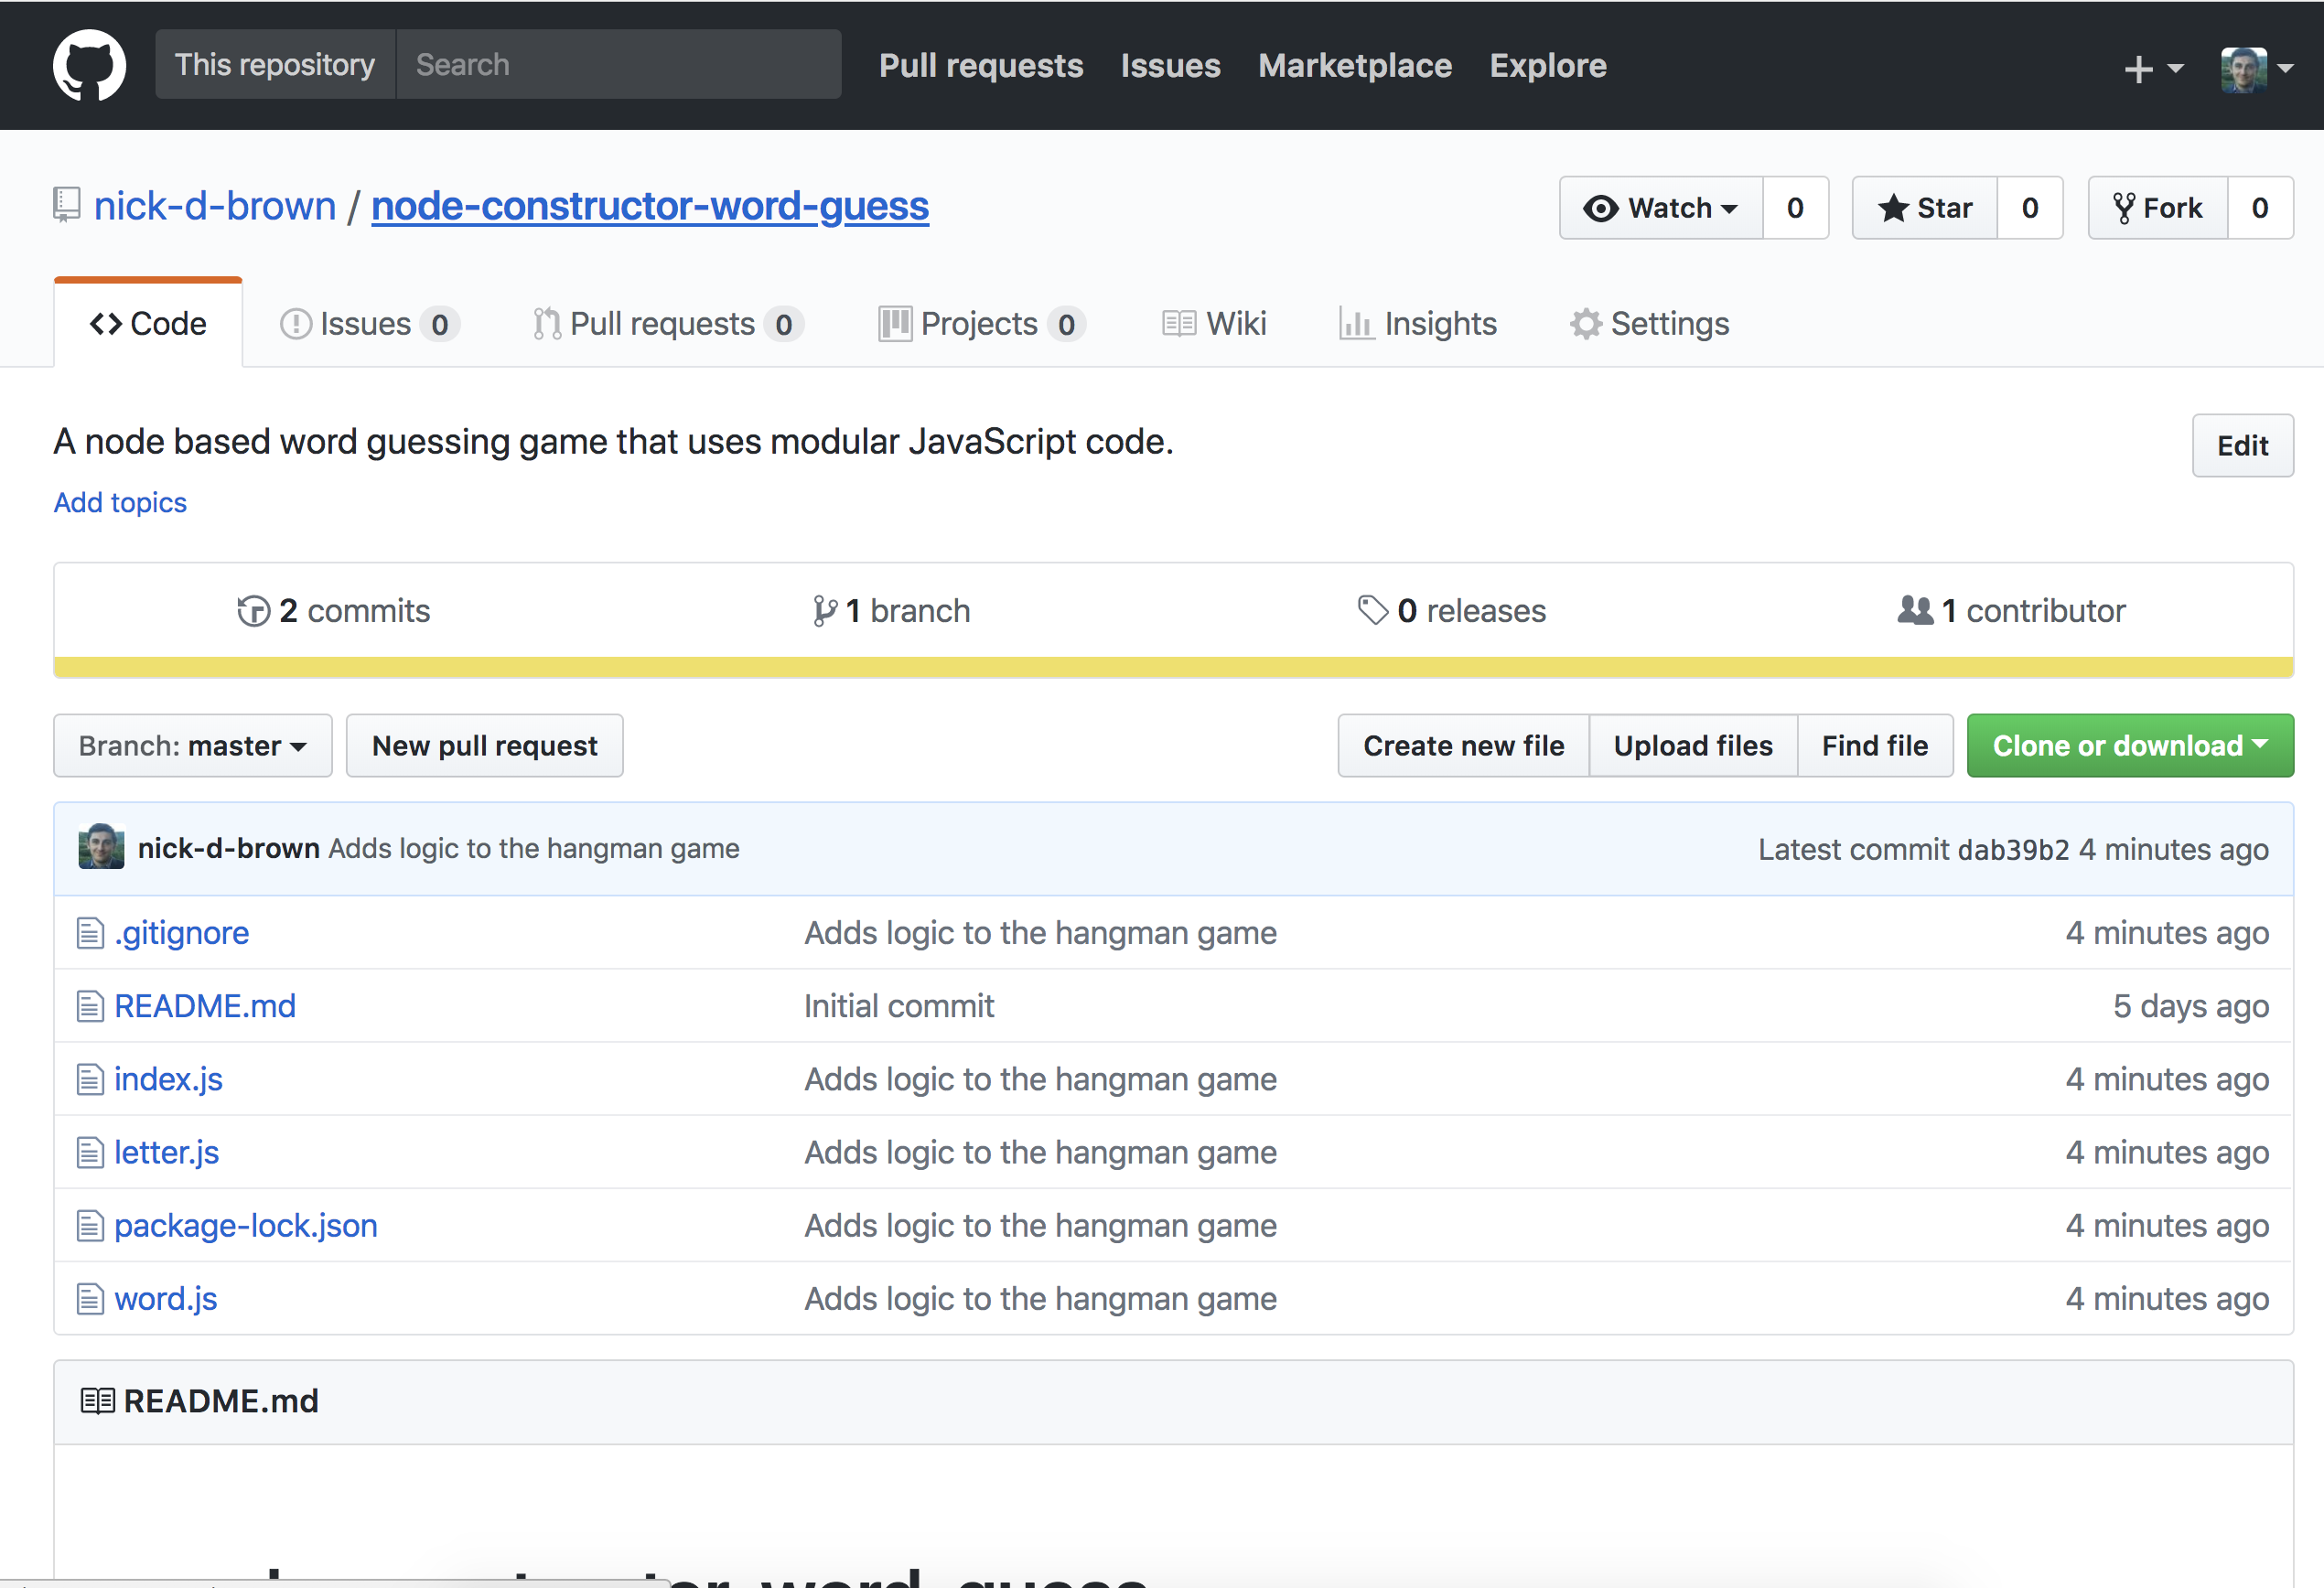 This repository Search Pull requests Issues Marketplace Explore
nick-d-brown / node-constructor-word-guess Watch 0 Star 0 Fork 0
Code Issues 0 Pull requests 0 Projects 0 Wiki Insights Settings
A node based word guessing game that uses modular JavaScript code. Edit
Add topics
2 commits 1 branch 0 releases 1 contributor
Branch: master New pull request Create new file Upload files Find file Clone or download
nick-d-brown Adds logic to the hangman game Latest commit dab39b2 4 minutes ago
.gitignore Adds logic to the hangman game 4 minutes ago
README.md Initial commit 5 days ago
index.js Adds logic to the hangman game 4 minutes ago
letter.js Adds logic to the hangman game 4 minutes ago
package-lock.json Adds logic to the hangman game 4 minutes ago
word.js Adds logic to the hangman game 4 minutes ago
README.md